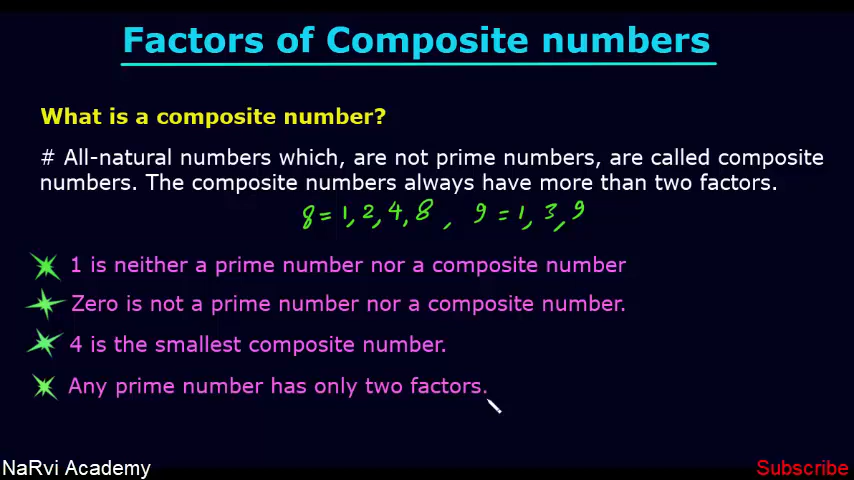 Factors of Composite numbers
What is a composite number?
# All-natural numbers which, are not prime numbers, are called composite
numbers. The composite numbers always have more than two factors.
8 = 1, 2, 4, 8 , 9 = 1, 3, 9
1 is neither a prime number nor a composite number
Zero is not a prime number nor a composite number.
4 is the smallest composite number.
Any prime number has only two factors.
NaRvi Academy
Subscribe